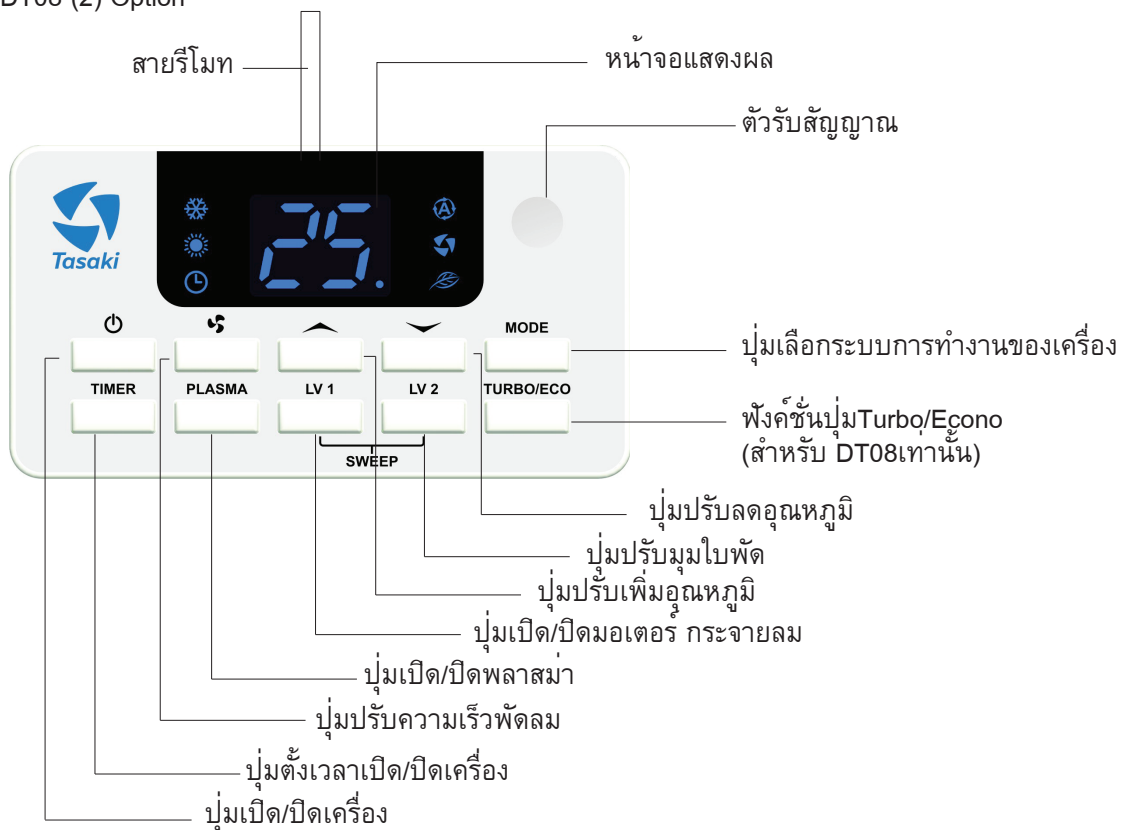 DT08 (2) Option
สายรีโมท
หน้าจอแสดงผล
ตัวรับสัญญาณ
Tasaki
25.
A
MODE
ปุ่มเลือกระบบการทำงานของเครื่อง
TIMER PLASMA LV 1 LV 2 TURBO/ECO
ฟังค์ชั่นปุ่มTurbo/Econo
(สำหรับ DT08เท่านั้น)
SWEEP
ปุ่มปรับลดอุณหภูมิ
ปุ่มปรับมุมใบพัด
ปุ่มปรับเพิ่มอุณหภูมิ
ปุ่มเปิด/ปิดมอเตอร์ กระจายลม
ปุ่มเปิด/ปิดพลาสม่า
ปุ่มปรับความเร็วพัดลม
ปุ่มตั้งเวลาเปิด/ปิดเครื่อง
ปุ่มเปิด/ปิดเครื่อง